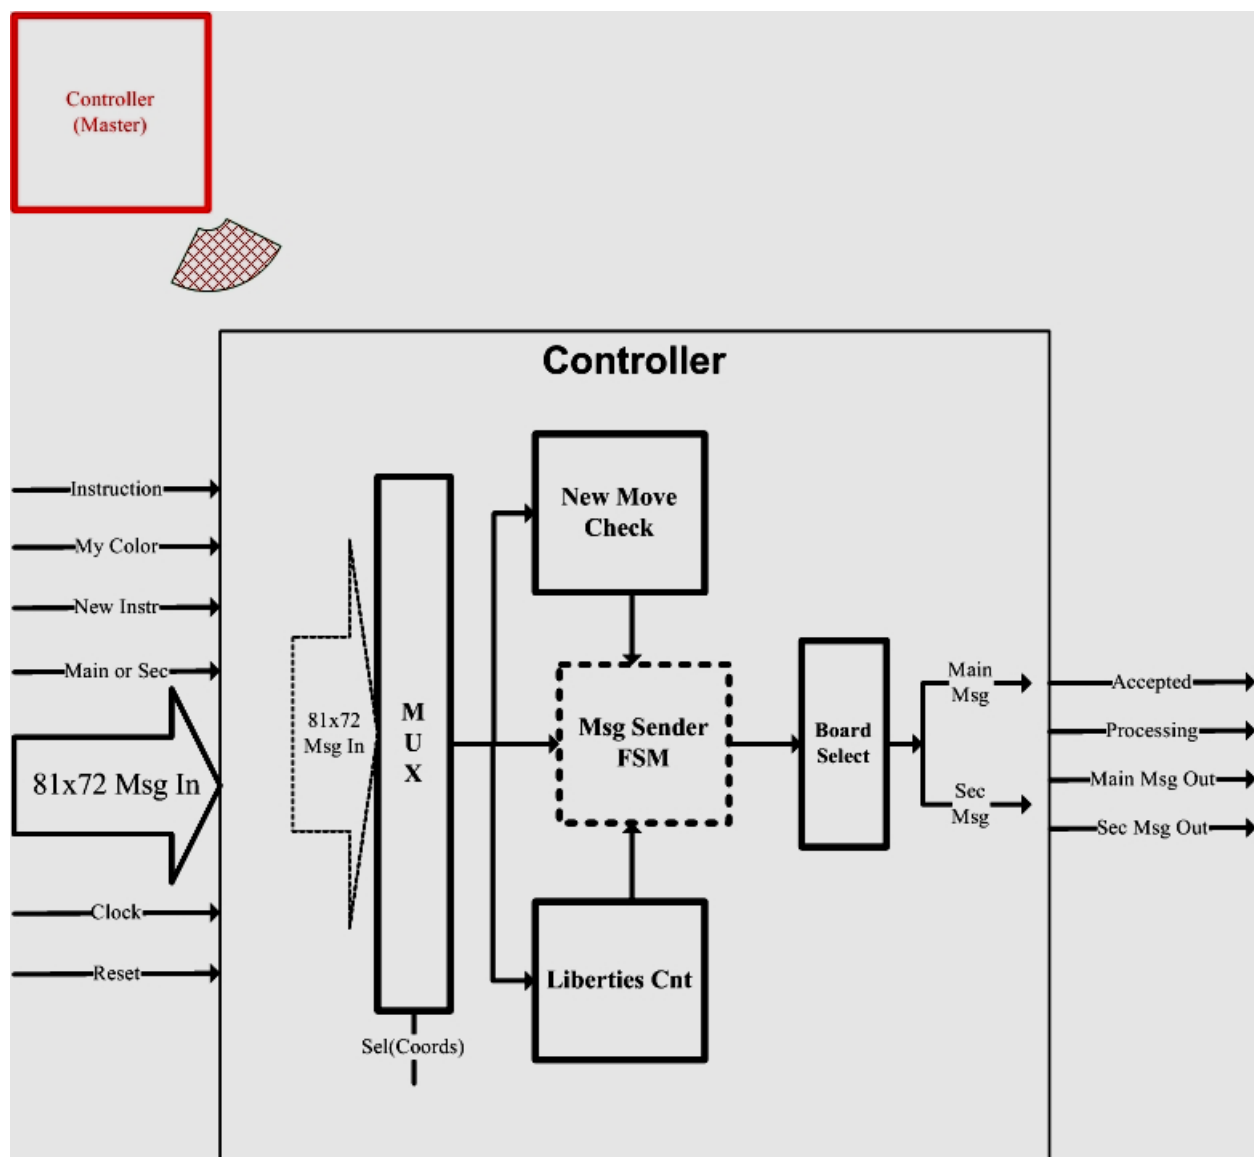 Controller
(Master)
Controller
Instruction
My Color
New Instr
Main or Sec
81x72 Msg In
Clock
Reset
81x72
Msg In
M
U
X
Sel(Coords)
New Move
Check
Msg Sender
FSM
Liberties Cnt
Board
Select
Main
Msg
Sec
Msg
Accepted
Processing
Main Msg Out
Sec Msg Out